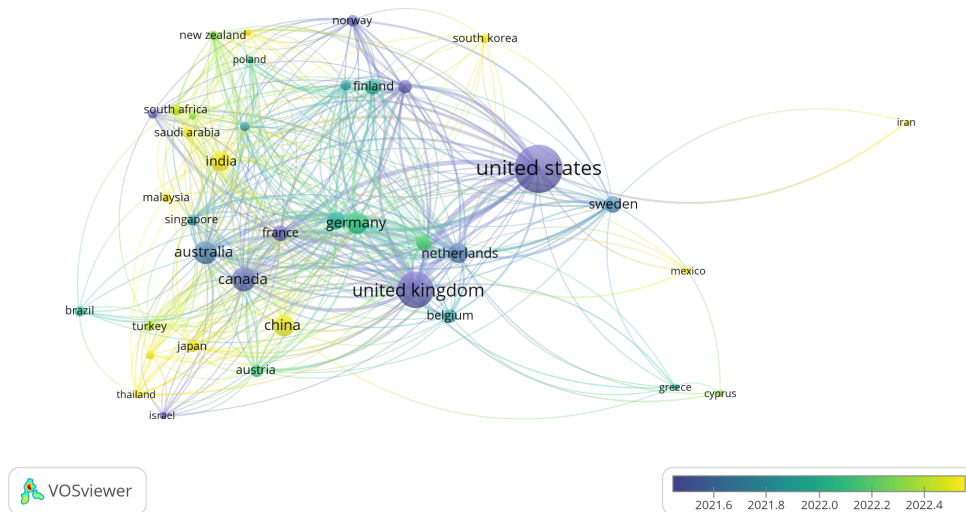 norway
new zealand
south korea
poland
finland
south africa
iran
saudi arabia
india
united states
malaysia
sweden
singapore
germany
france
australia
netherlands
mexico
canada
united kingdom
brazil
belgium
turkey
china
japan
austria
greece
cyprus
thailand
israel
VOSviewer
2021.6 2021.8 2022.0 2022.2 2022.4